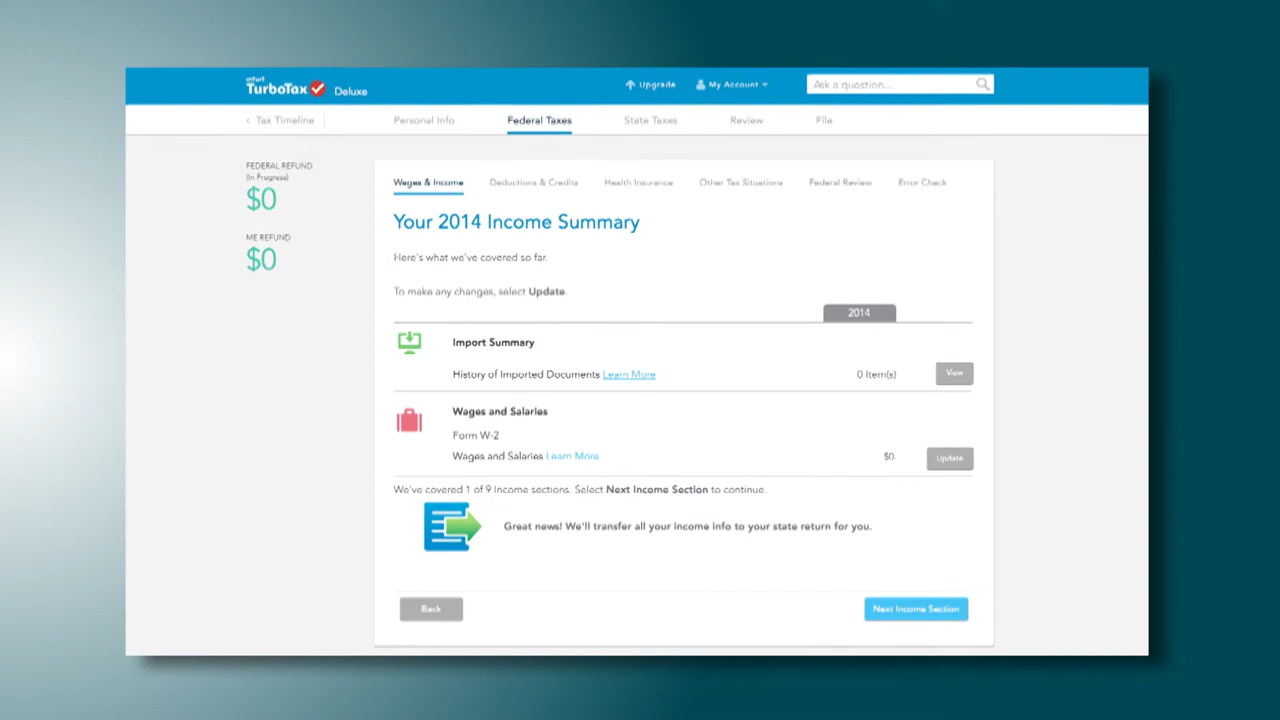 intuit
TurboTax Deluxe
Upgrade My Account Ask a question...
Tax Timeline Personal Info Federal Taxes State Taxes Review File
FEDERAL REFUND
(In Progress)
$0
ME REFUND
$0
Wages & Income Deductions & Credits Health Insurance Other Tax Situations Federal Review Error Check
Your 2014 Income Summary
Here's what we've covered so far.
To make any changes, select Update.
2014
Import Summary
History of Imported Documents Learn More 0 Item(s) View
Wages and Salaries
Form W-2
Wages and Salaries Learn More $0. Update
We've covered 1 of 9 income sections. Select Next Income Section to continue.
Great news! We'll transfer all your income info to your state return for you.
Back Next Income Section